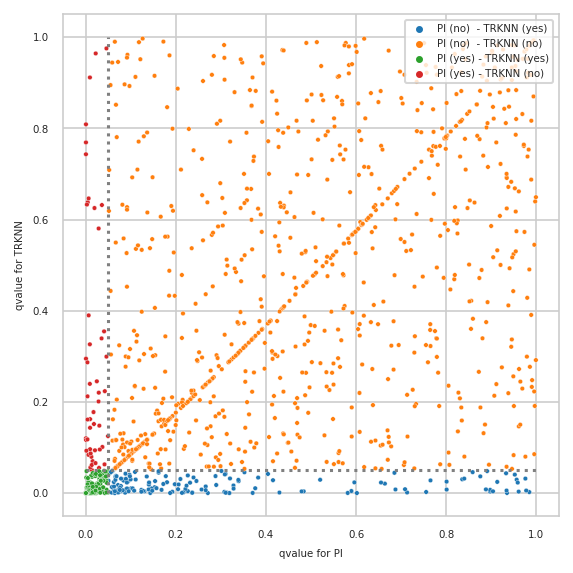 PI (no) - TRKNN (yes)
PI (no) - TRKNN (no)
PI (yes) - TRKNN (yes)
PI (yes) - TRKNN (no)
1.0
0.8
0.6
0.4
0.2
0.0
qvalue for TRKNN
0.0 0.2 0.4 0.6 0.8 1.0
qvalue for PI